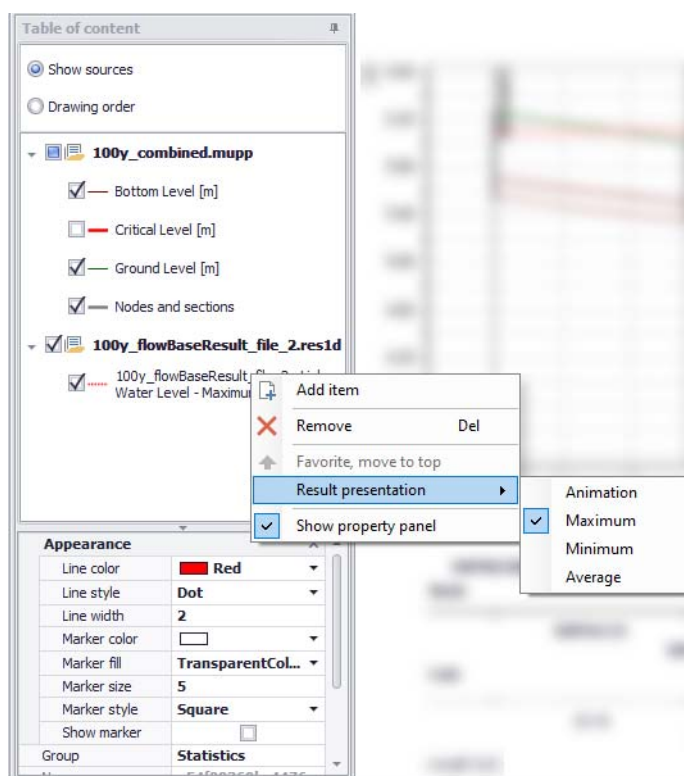 Table of content
Show sources
Drawing order
100y_combined.mupp
Bottom Level [m]
Critical Level [m]
Ground Level [m]
Nodes and sections
100y_flowBaseResult_file_2.res1d
100y_flowBaseResult
Water Level - Maximu
Add item
Remove Del
Favorite, move to top
Result presentation
Show property panel
Animation
Maximum
Minimum
Average
Appearance
Line color Red
Line style Dot
Line width 2
Marker color
Marker fill TransparentCol...
Marker size 5
Marker style Square
Show marker
Group Statistics